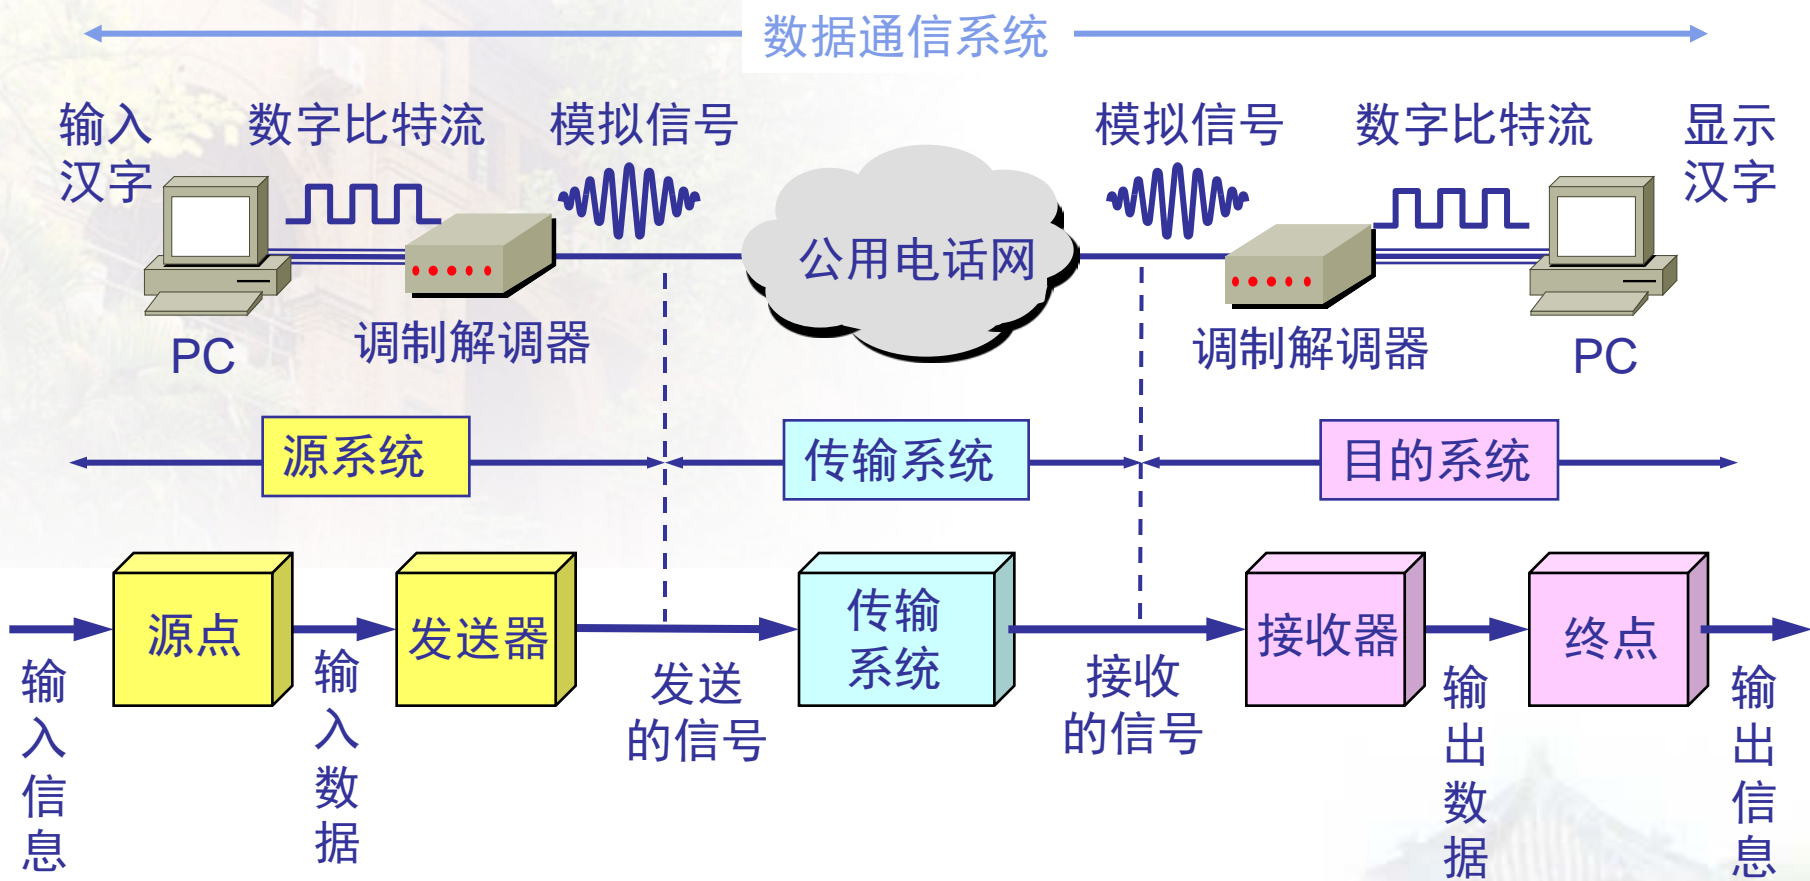 数据通信系统
输入
汉字
数字比特流
模拟信号
模拟信号
数字比特流
显示
汉字
公用电话网
PC
调制解调器
调制解调器
PC
源系统
传输系统
目的系统
源点
发送器
传输
系统
接收器
终点
输入信息
输入数据
发送
的信号
接收
的信号
输出数据
输出信息